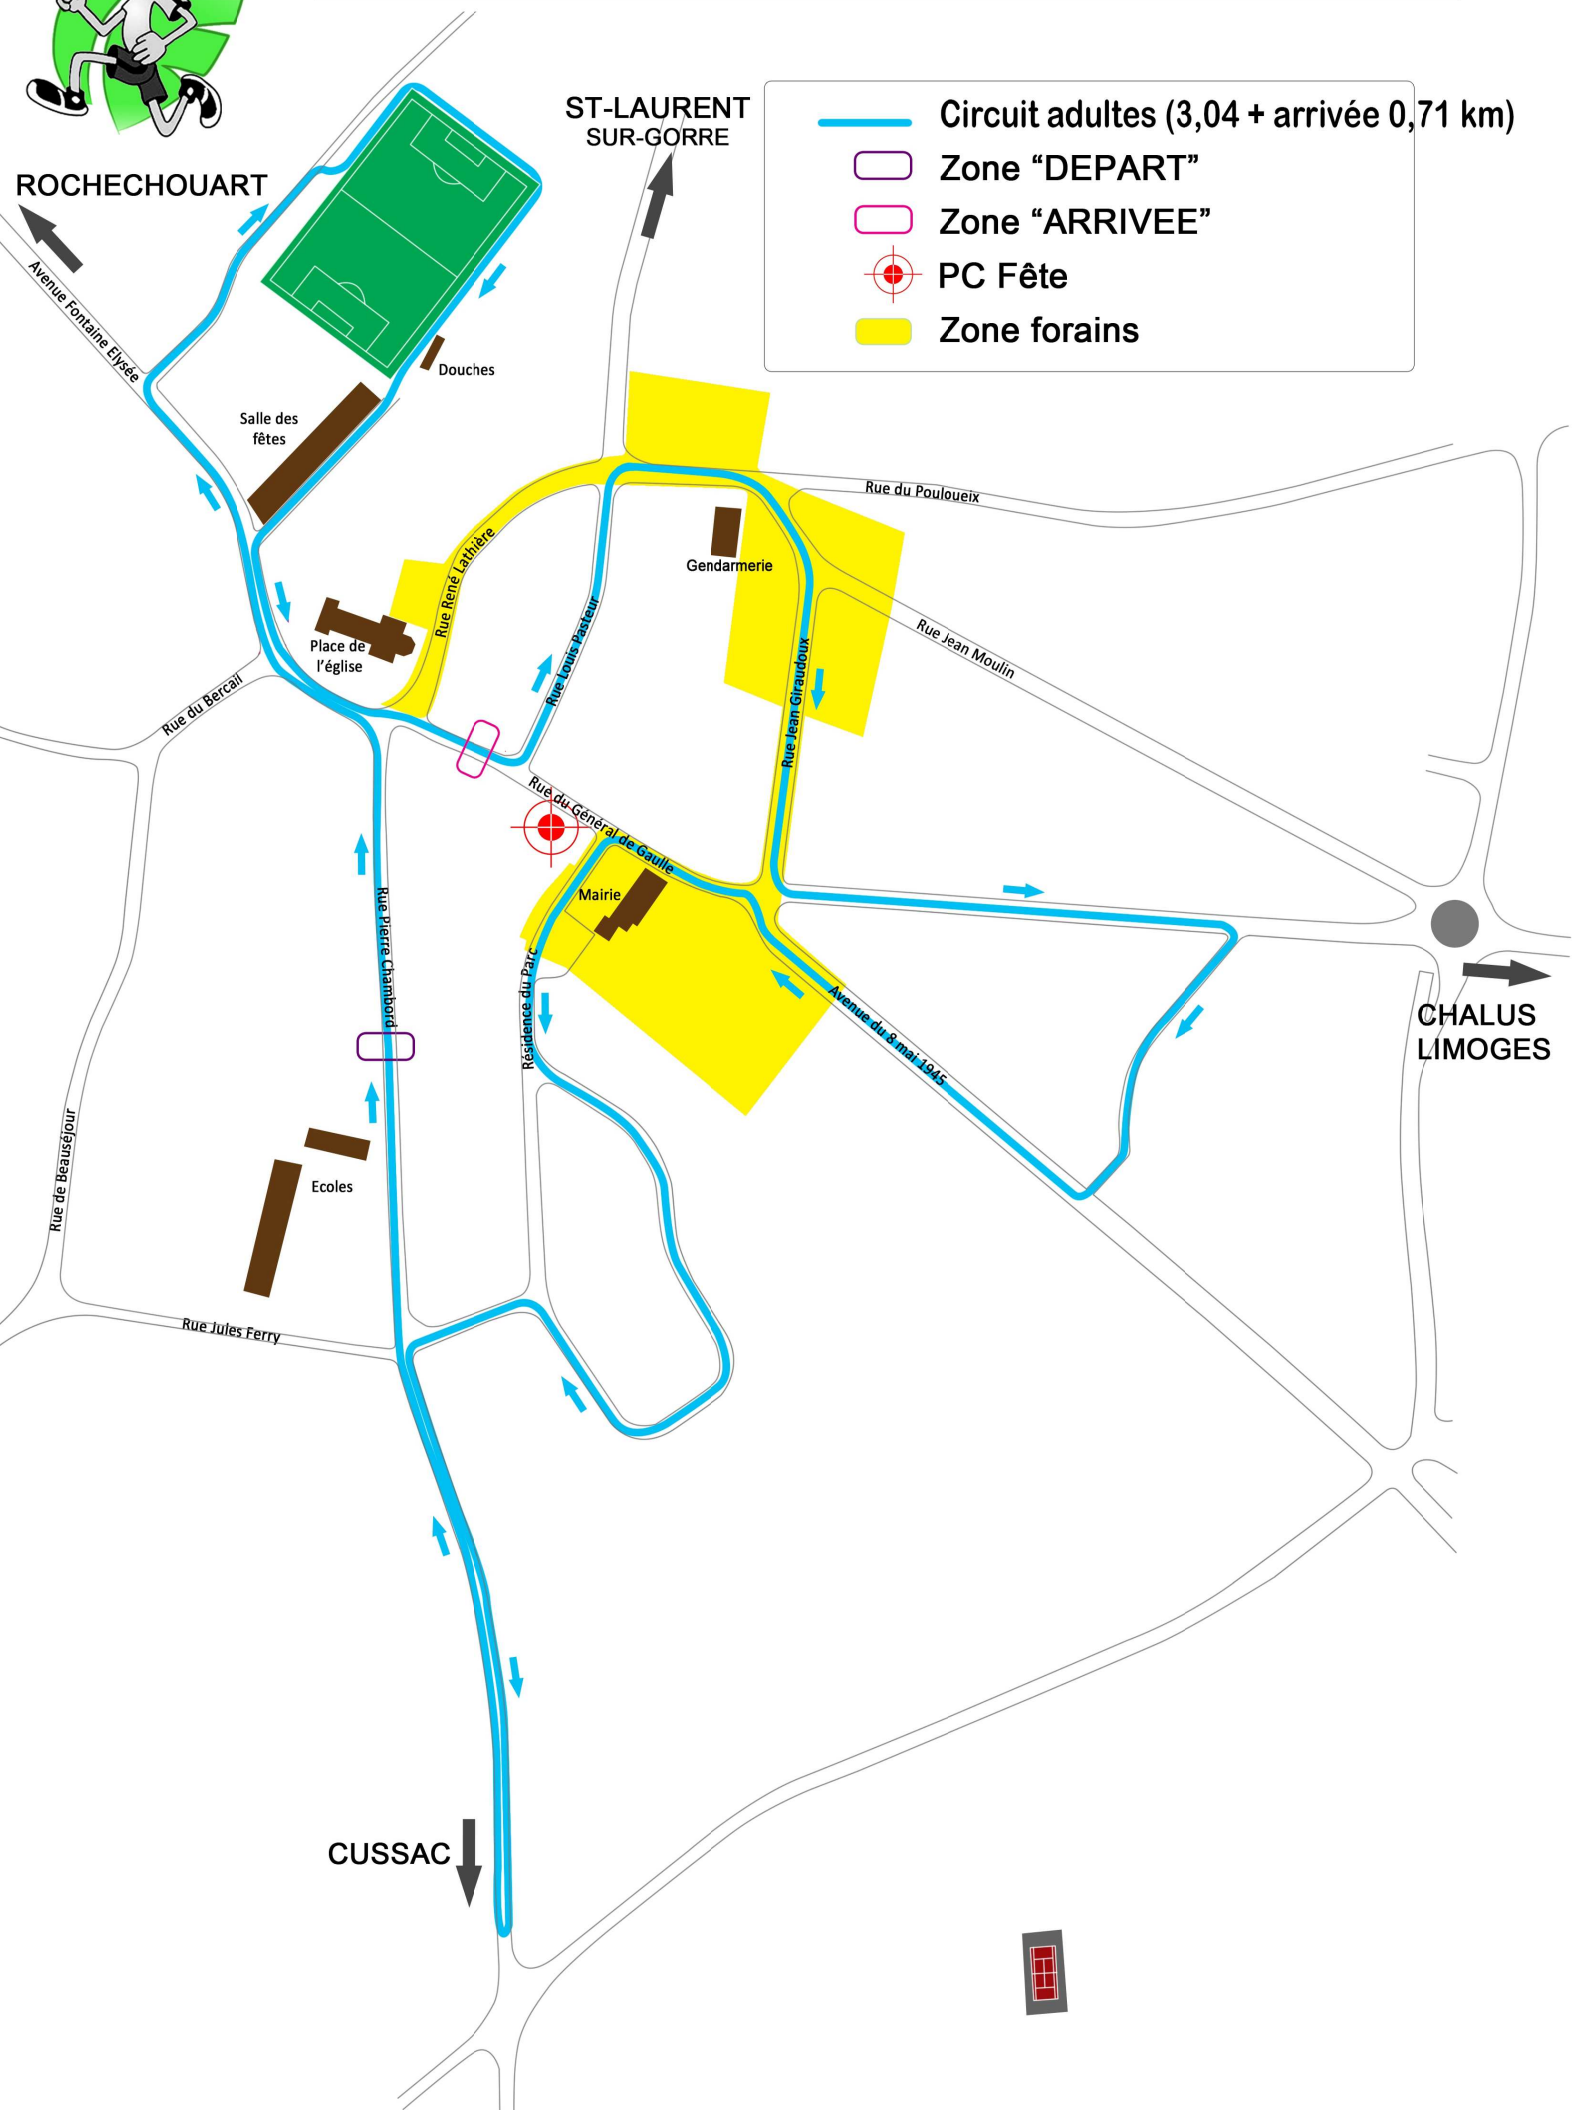 ST-LAURENT
SUR-GORRE
Circuit adultes (3,04 + arrivée 0,71 km)
Zone “DEPART”
Zone “ARRIVEE”
PC Fête
Zone forains
ROCHECHOUART
Avenue Fontaine Elysée
Douches
Salle des
fêtes
Rue du Pouloueix
Rue René Lathière
Gendarmerie
Rue Louis Pasteur
Rue Jean Moulin
Place de
l'église
Rue Jean Giraudoux
Rue du Bercail
Rue du Général de Gaulle
Mairie
Rue Pierre Chambord
Résidence du Parc
Avenue du 8 mai 1945
CHALUS
LIMOGES
Rue de Beauséjour
Ecoles
Rue Jules Ferry
CUSSAC